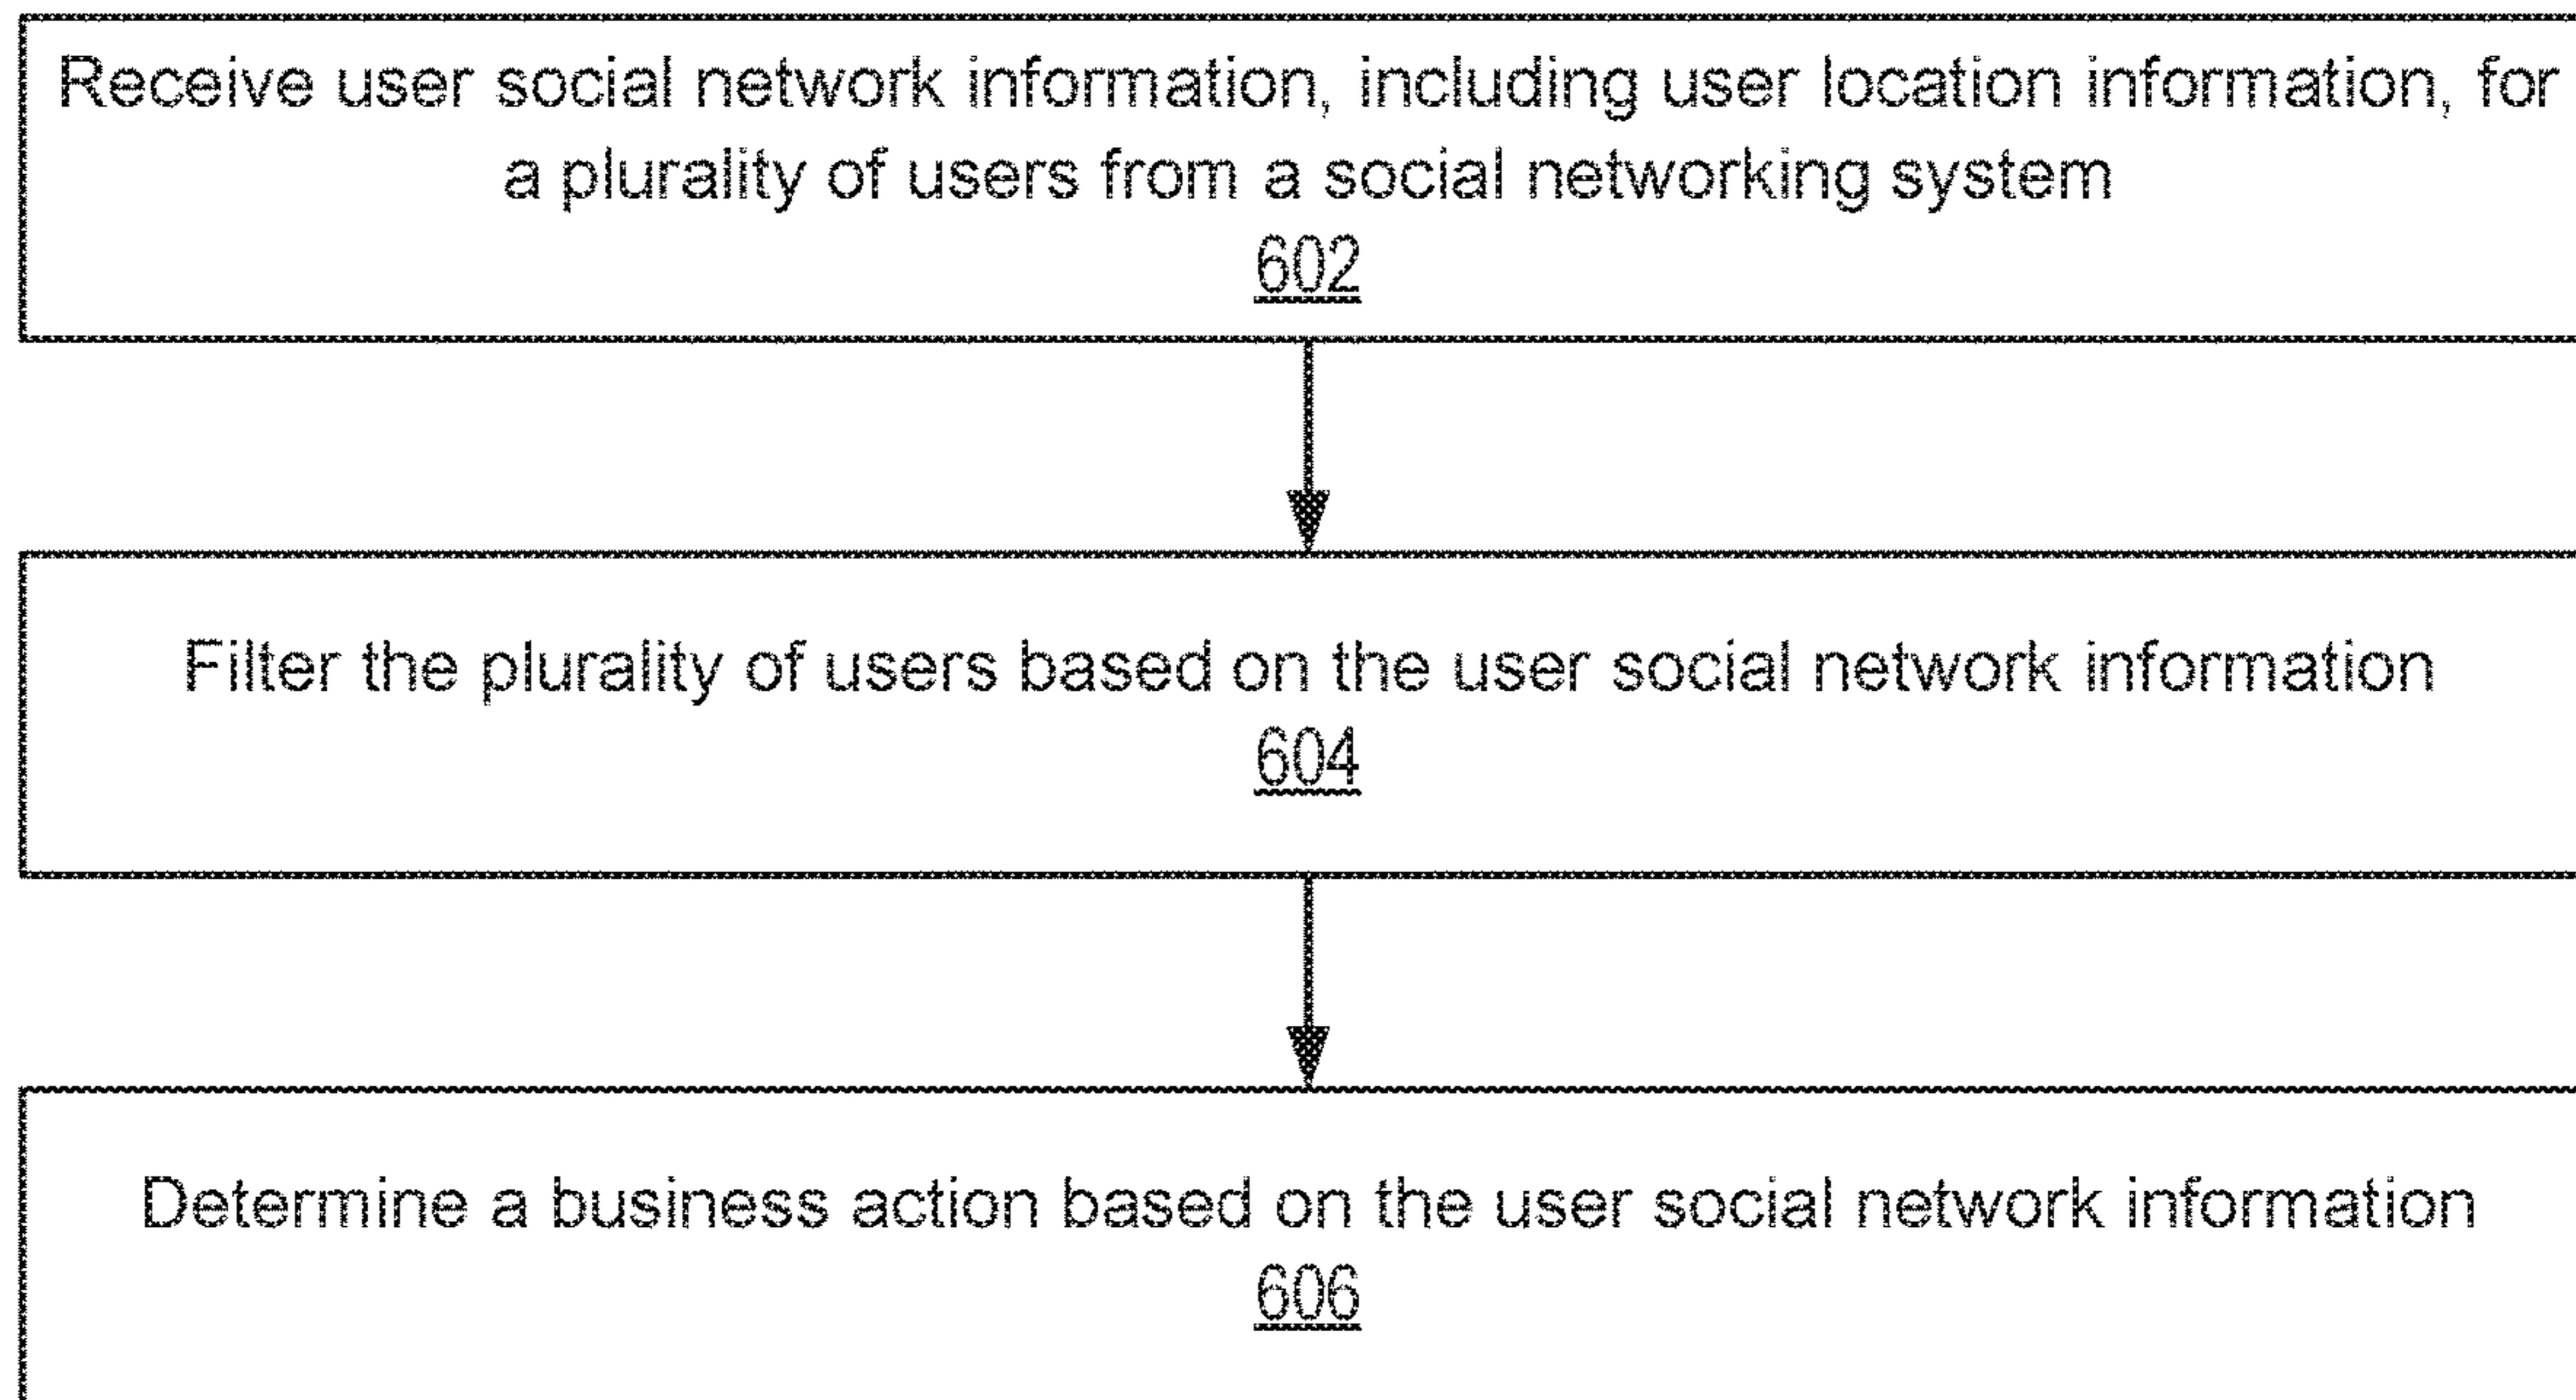 Receive user social network information, including user location information, for
a plurality of users from a social networking system
602
Filter the plurality of users based on the user social network information
604
Determine a business action based on the user social network information
606